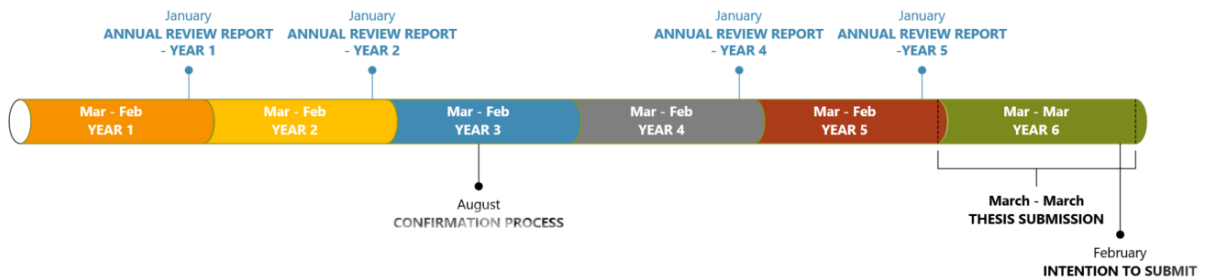 January
ANNUAL REVIEW REPORT
- YEAR 1
January
ANNUAL REVIEW REPORT
- YEAR 2
January
ANNUAL REVIEW REPORT
- YEAR 4
January
ANNUAL REVIEW REPORT
-YEAR 5
Mar - Feb
YEAR 1
Mar - Feb
YEAR 2
Mar - Feb
YEAR 3
Mar - Feb
YEAR 4
Mar - Feb
YEAR 5
Mar - Mar
YEAR 6
August
CONFIRMATION PROCESS
March - March
THESIS SUBMISSION
February
INTENTION TO SUBMIT